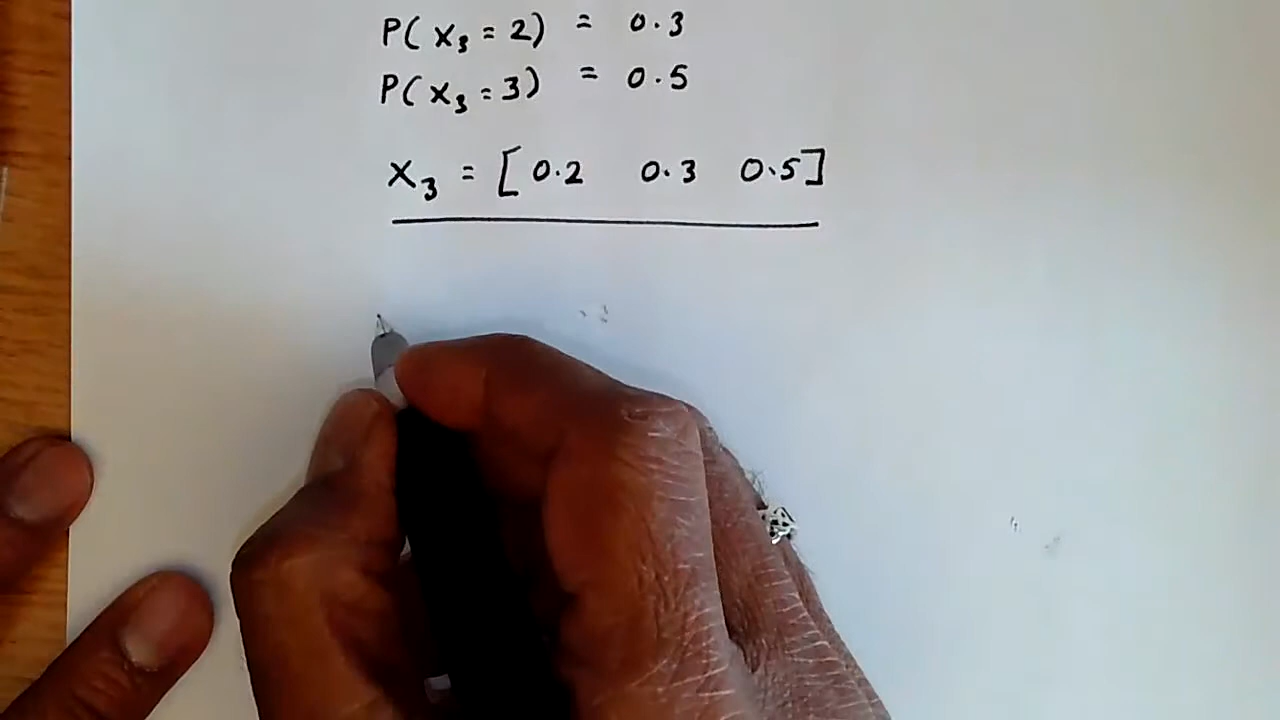 P( x₃ = 2) = 0.3
P( x₃ = 3) = 0.5
x₃ = [ 0.2 0.3 0.5]